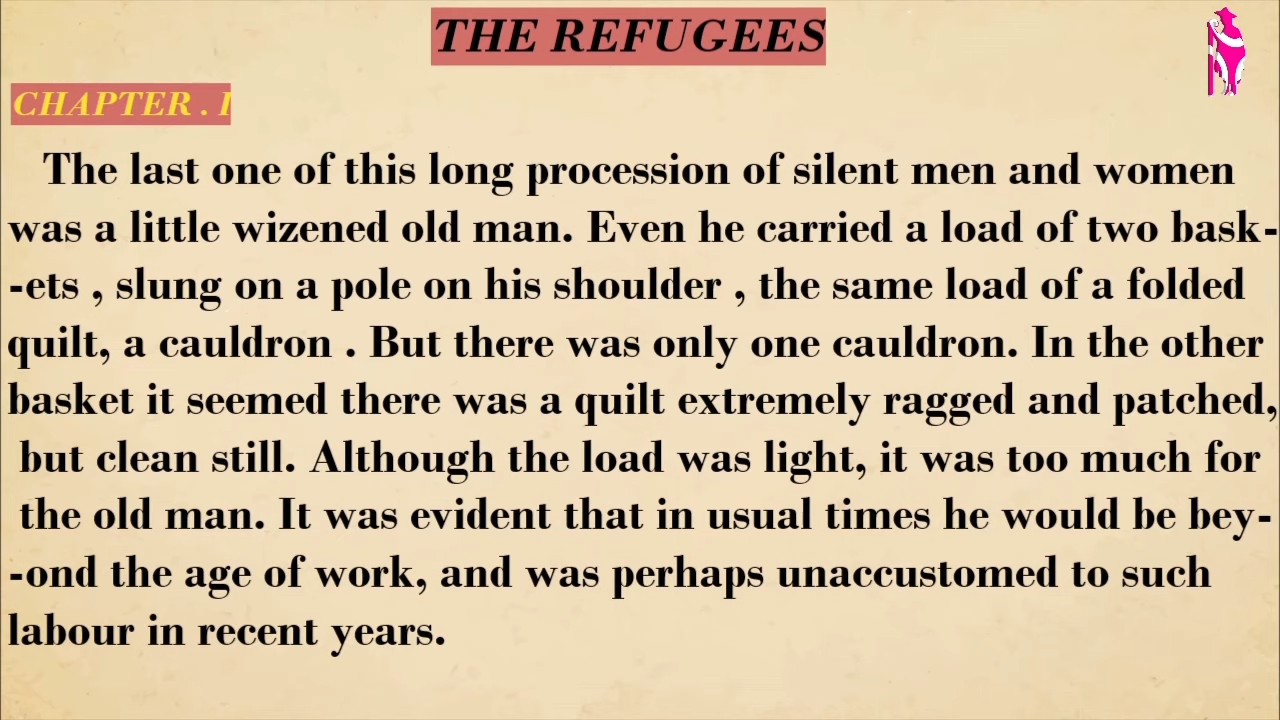 THE REFUGEES
CHAPTER . I
The last one of this long procession of silent men and women
was a little wizened old man. Even he carried a load of two bask-
-ets , slung on a pole on his shoulder , the same load of a folded
quilt, a cauldron . But there was only one cauldron. In the other
basket it seemed there was a quilt extremely ragged and patched,
but clean still. Although the load was light, it was too much for
the old man. It was evident that in usual times he would be bey-
-ond the age of work, and was perhaps unaccustomed to such
labour in recent years.